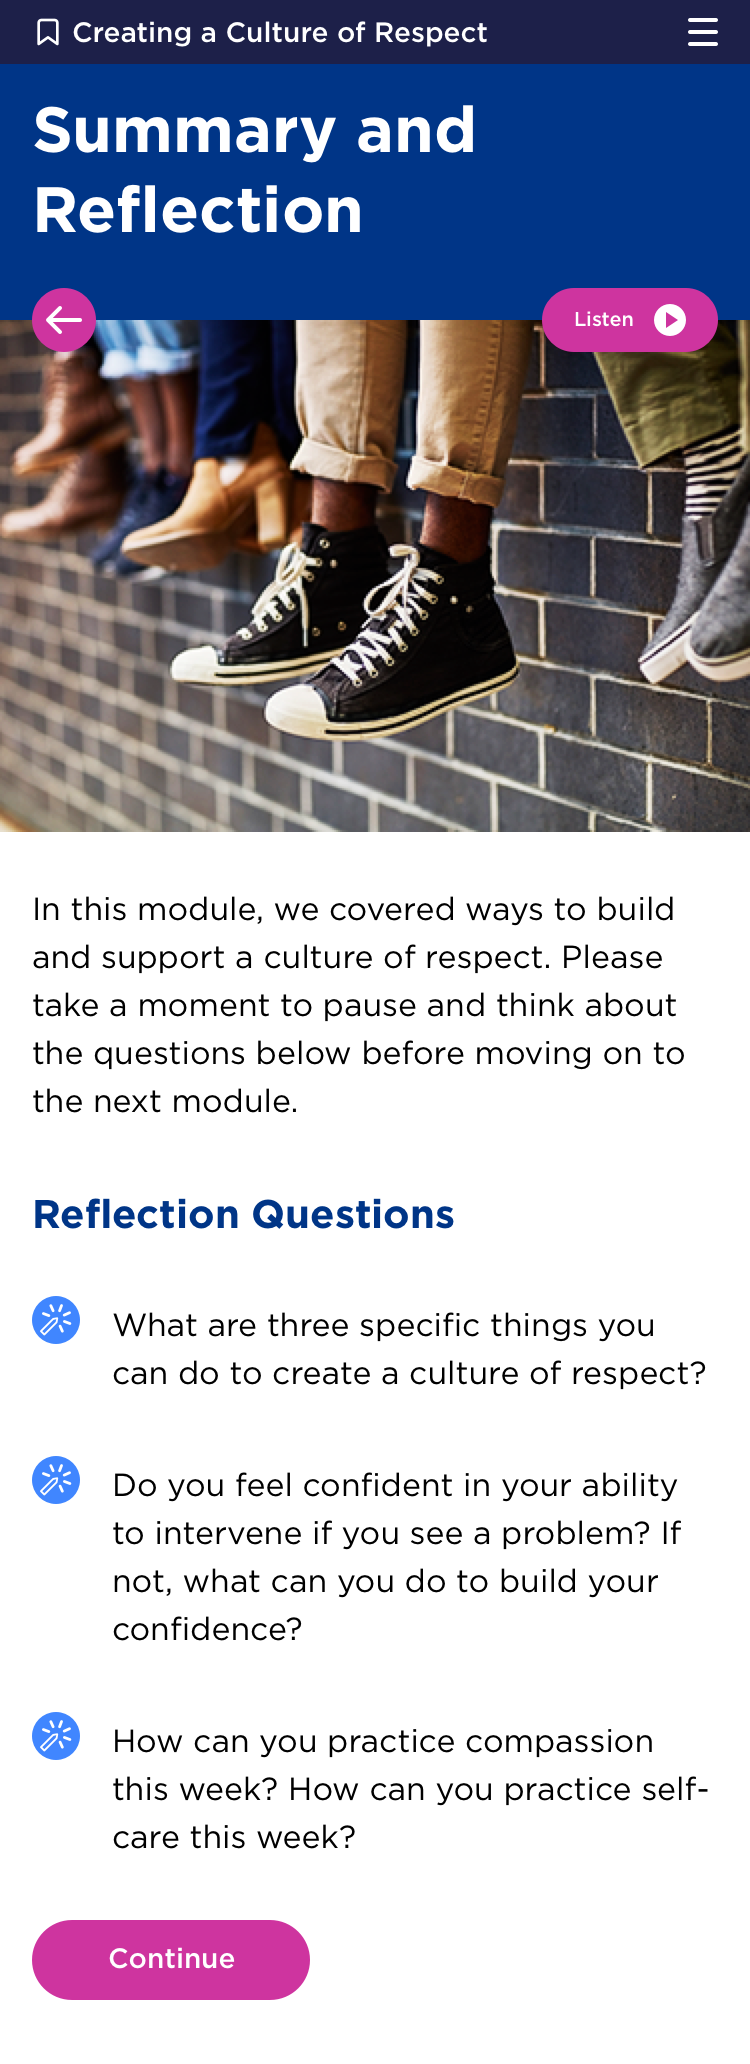 Creating a Culture of Respect
Summary and
Reflection
Listen
In this module, we covered ways to build
and support a culture of respect. Please
take a moment to pause and think about
the questions below before moving on to
the next module.
Reflection Questions
What are three specific things you
can do to create a culture of respect?
Do you feel confident in your ability
to intervene if you see a problem? If
not, what can you do to build your
confidence?
How can you practice compassion
this week? How can you practice self-
care this week?
Continue